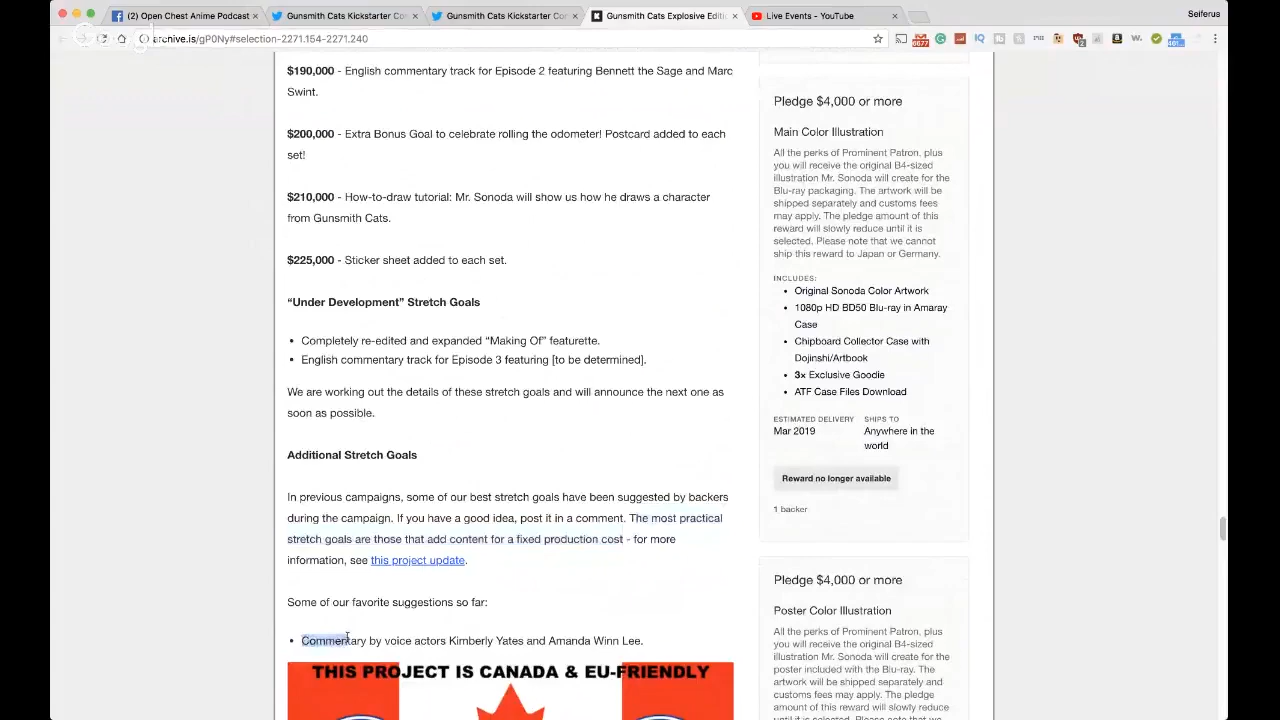 (2) Open Chest Anime Podcast
Gunsmith Cats Kickstarter Co
Gunsmith Cats Kickstarter Co
Gunsmith Cats Explosive Editi
Live Events - YouTube
Seiferus
archive.is/gP0Ny#selection-2271.154-2271.240
$190,000 - English commentary track for Episode 2 featuring Bennett the Sage and Marc
Swint.
$200,000 - Extra Bonus Goal to celebrate rolling the odometer! Postcard added to each
set!
$210,000 - How-to-draw tutorial: Mr. Sonoda will show us how he draws a character
from Gunsmith Cats.
$225,000 - Sticker sheet added to each set.
“Under Development” Stretch Goals
• Completely re-edited and expanded “Making Of” featurette.
• English commentary track for Episode 3 featuring [to be determined].
We are working out the details of these stretch goals and will announce the next one as
soon as possible.
Additional Stretch Goals
In previous campaigns, some of our best stretch goals have been suggested by backers
during the campaign. If you have a good idea, post it in a comment. The most practical
stretch goals are those that add content for a fixed production cost - for more
information, see this project update.
Some of our favorite suggestions so far:
• Commentary by voice actors Kimberly Yates and Amanda Winn Lee.
THIS PROJECT IS CANADA & EU-FRIENDLY
Pledge $4,000 or more
Main Color Illustration
All the perks of Prominent Patron, plus
you will receive the original B4-sized
illustration Mr. Sonoda will create for the
Blu-ray packaging. The artwork will be
shipped separately and customs fees
may apply. The pledge amount of this
reward will slowly reduce until it is
selected. Please note that we cannot
ship this reward to Japan or Germany.
INCLUDES:
• Original Sonoda Color Artwork
• 1080p HD BD50 Blu-ray in Amaray
Case
• Chipboard Collector Case with
Dojinshi/Artbook
• 3× Exclusive Goodie
• ATF Case Files Download
ESTIMATED DELIVERY
Mar 2019
SHIPS TO
Anywhere in the
world
Reward no longer available
1 backer
Pledge $4,000 or more
Poster Color Illustration
All the perks of Prominent Patron, plus
you will receive the original B4-sized
illustration Mr. Sonoda will create for the
poster included with the Blu-ray. The
artwork will be shipped separately and
customs fees may apply. The pledge
amount of this reward will slowly reduce